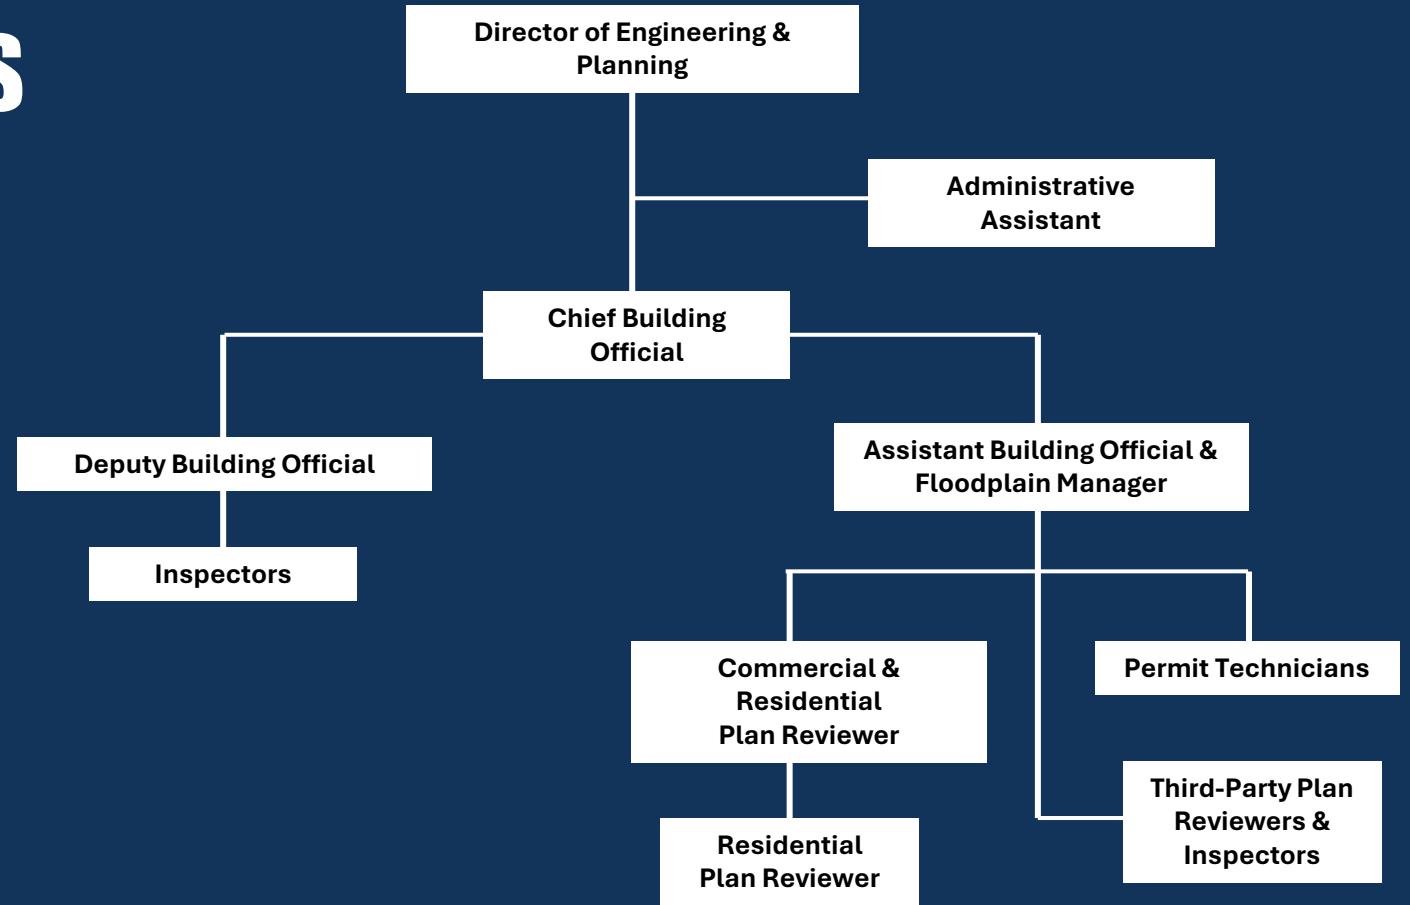 S
Director of Engineering &
Planning
Administrative
Assistant
Chief Building
Official
Deputy Building Official
Assistant Building Official &
Floodplain Manager
Inspectors
Commercial &
Residential
Plan Reviewer
Permit Technicians
Third-Party Plan
Reviewers &
Inspectors
Residential
Plan Reviewer